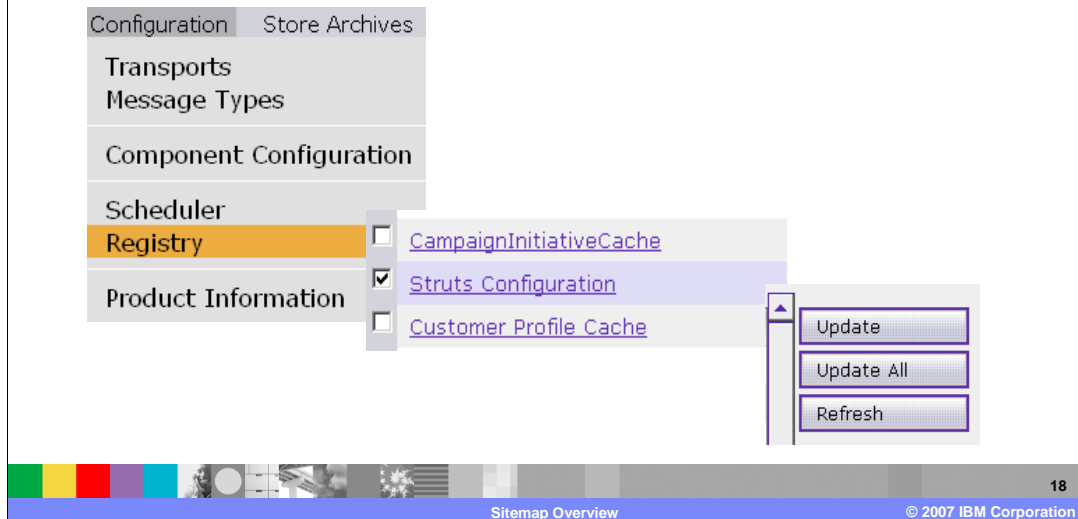 Configuration Store Archives
Transports
Message Types
Component Configuration
Scheduler
Registry
Product Information
CampaignInitiativeCache
Struts Configuration
Customer Profile Cache
Update
Update All
Refresh
18
Sitemap Overview © 2007 IBM Corporation